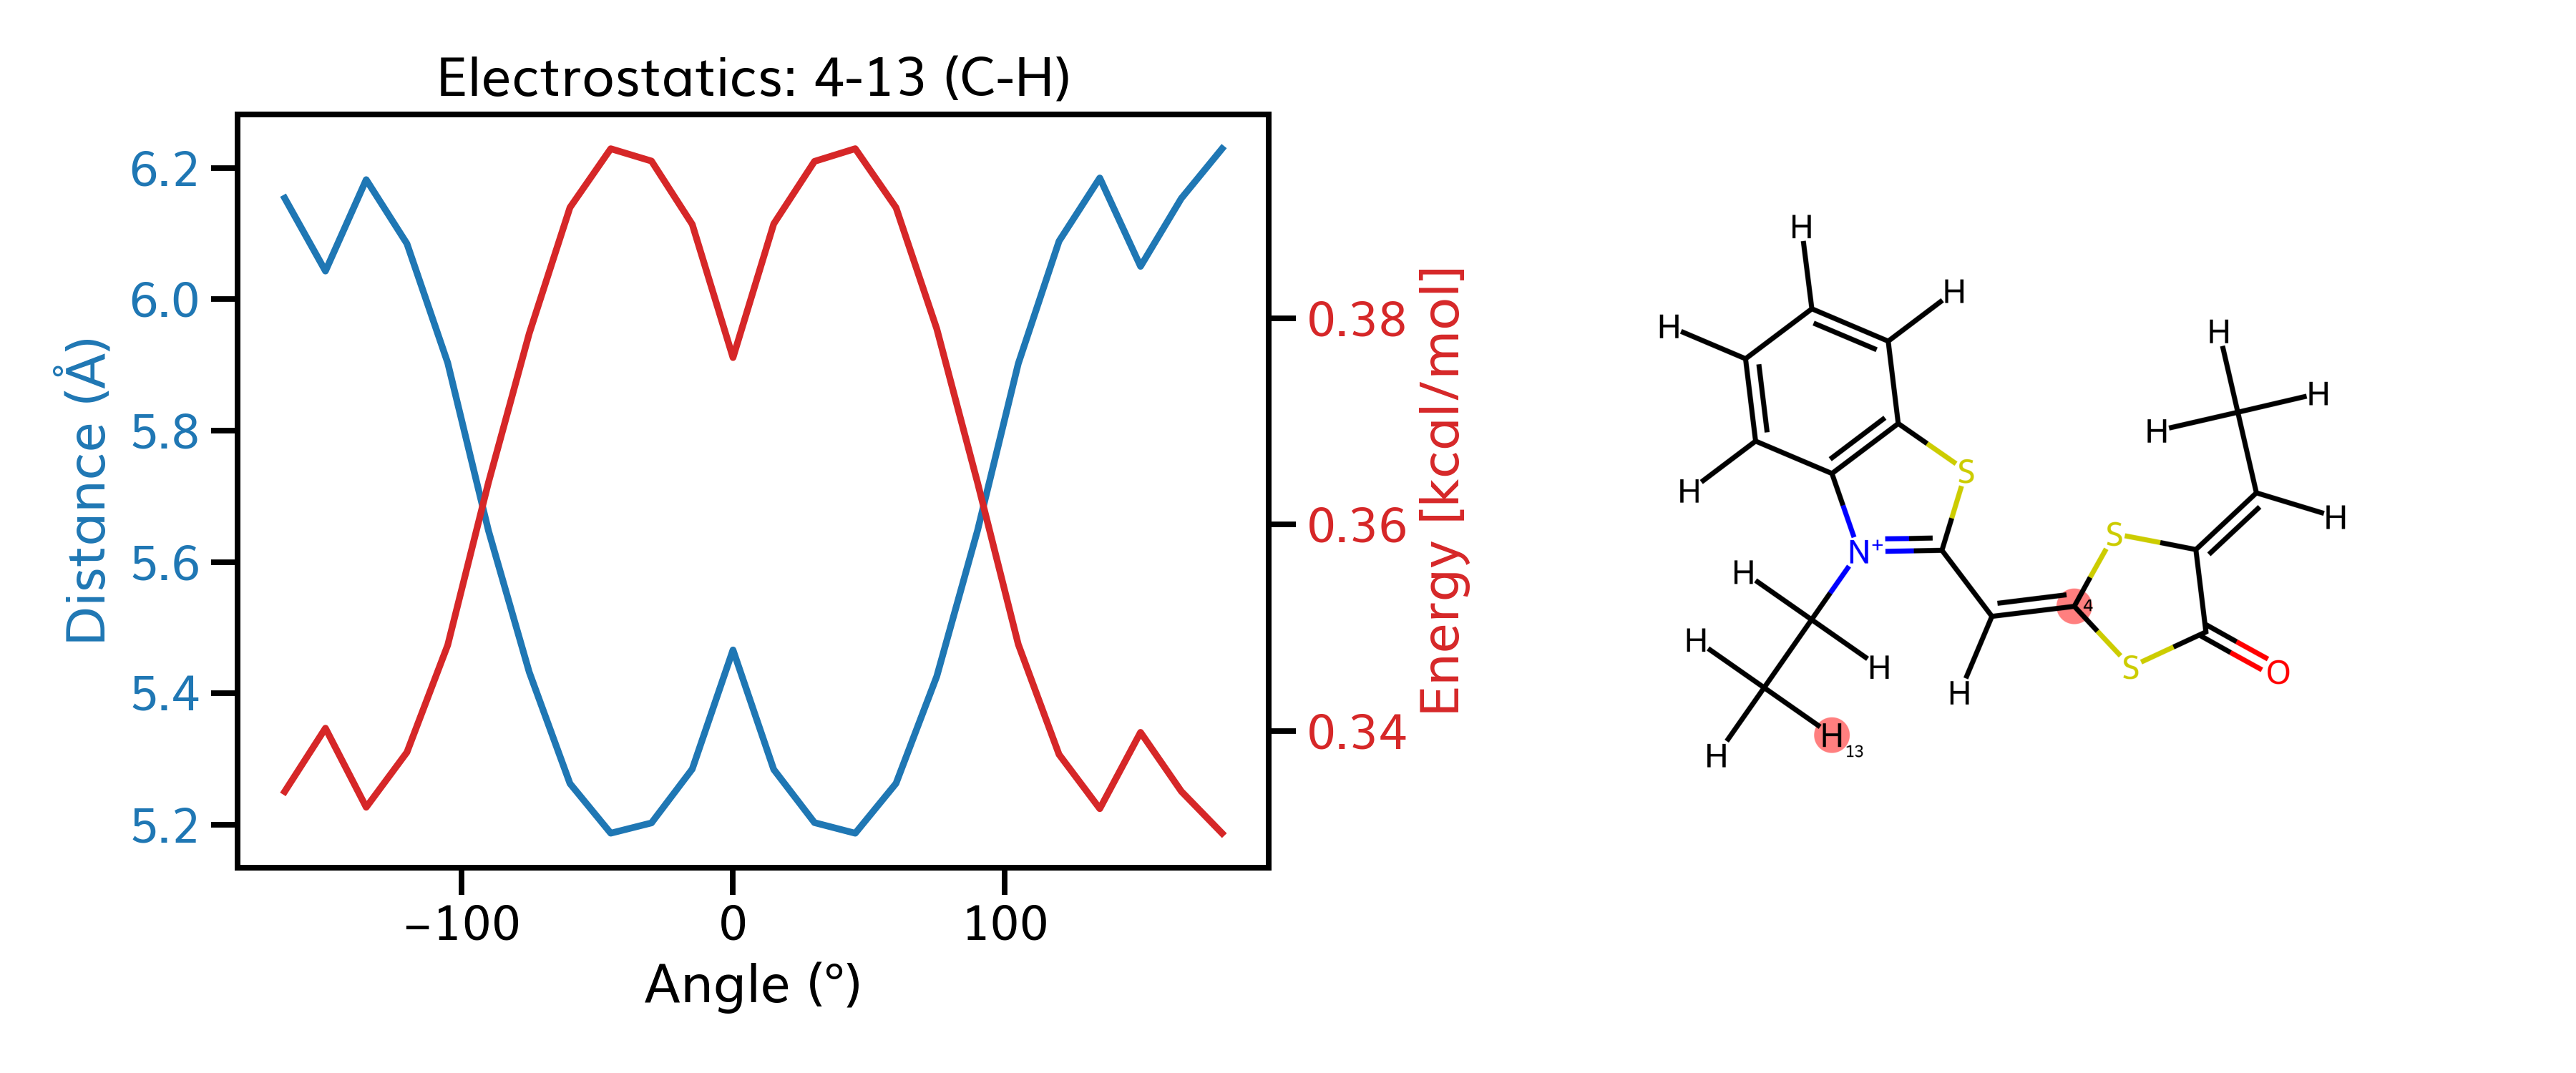 Electrostatics: 4-13 (C-H)
Distance (Å)
6.2
6.0
5.8
5.6
5.4
5.2
Energy [kcal/mol]
0.38
0.36
0.34
−100 0 100
Angle (°)
H
H
H
H
H
H
H
S
H
H
S
N+
H
4
H
H
S
O
H
H
H 13
H